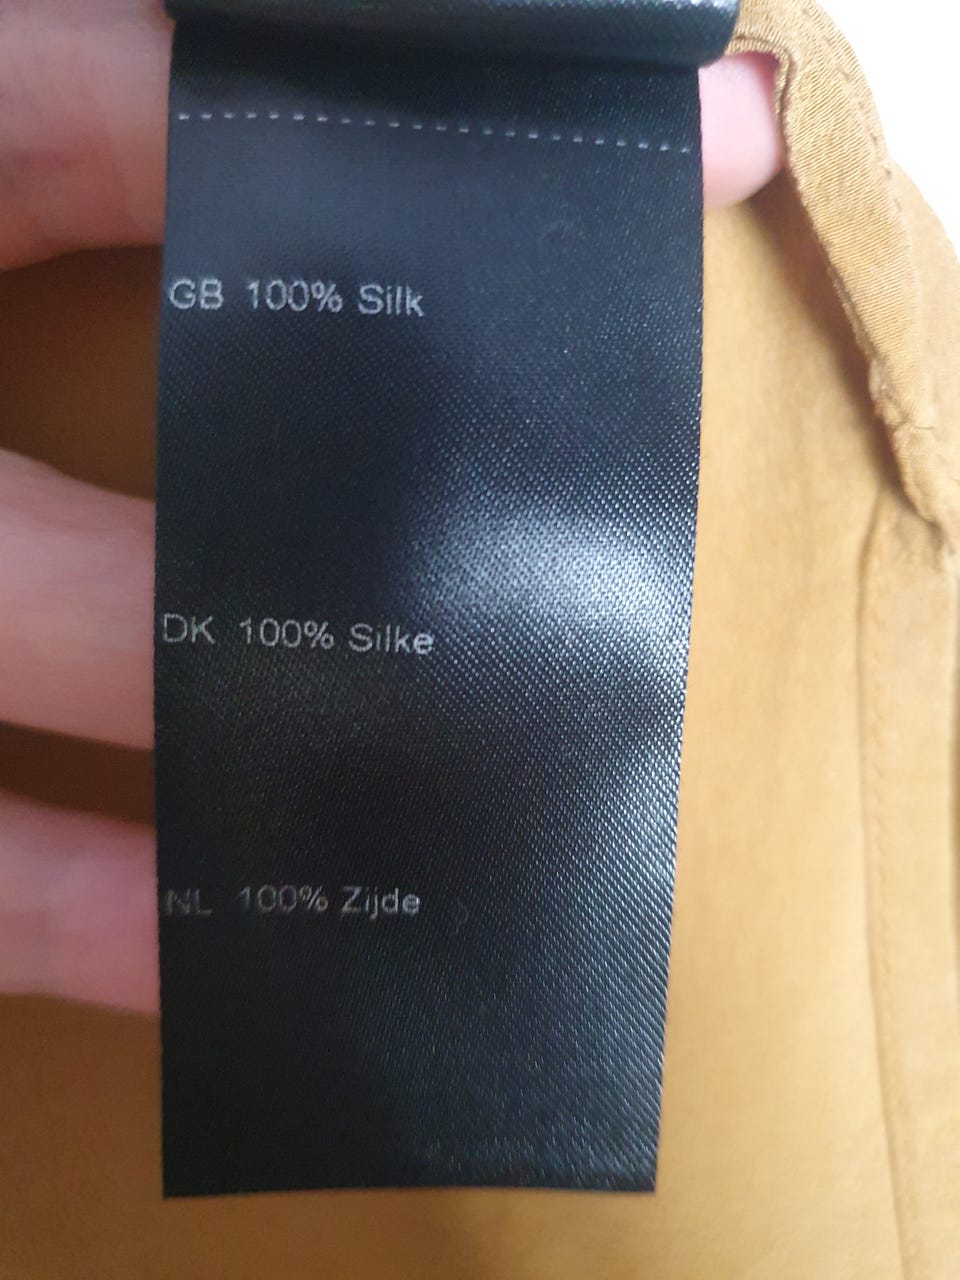 GB 100% Silk
DK 100% Silke
NL 100% Zijde